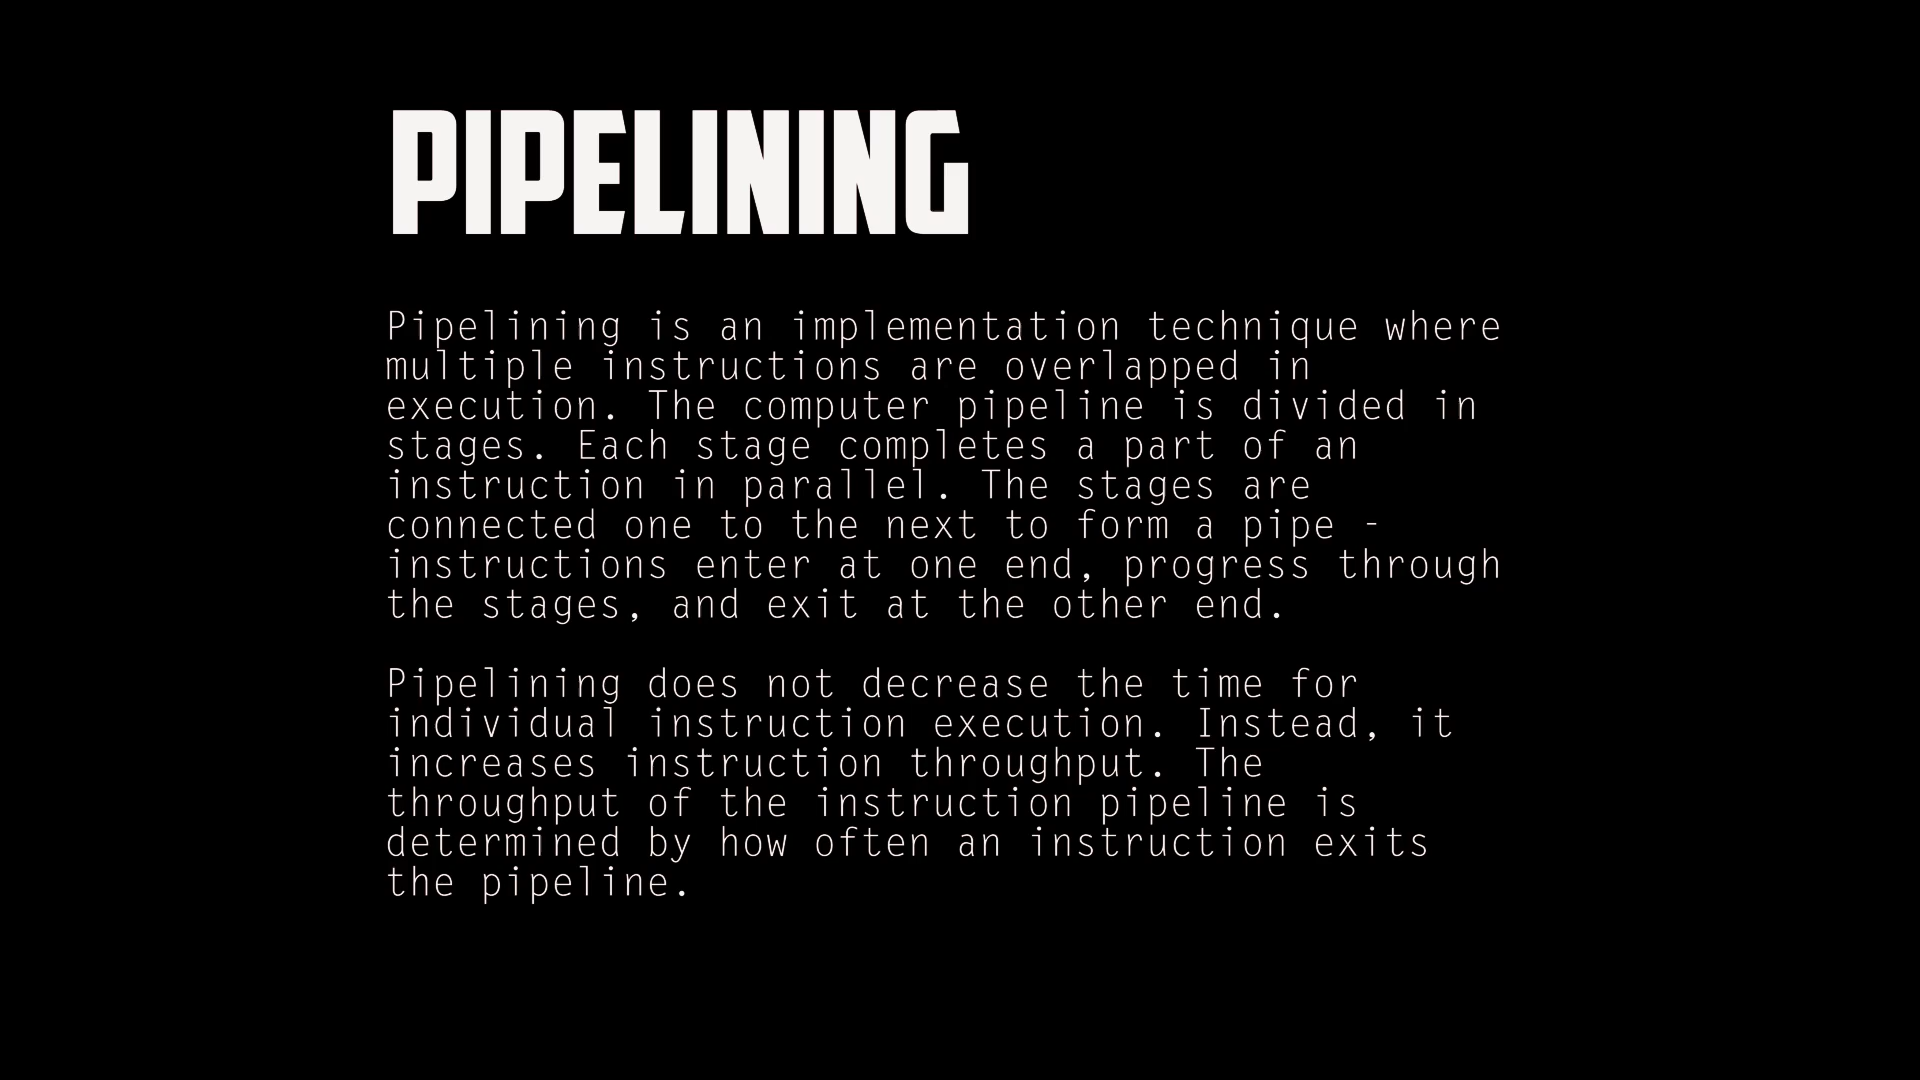 PIPELINING
Pipelining is an implementation technique where
multiple instructions are overlapped in
execution. The computer pipeline is divided in
stages. Each stage completes a part of an
instruction in parallel. The stages are
connected one to the next to form a pipe -
instructions enter at one end, progress through
the stages, and exit at the other end.
Pipelining does not decrease the time for
individual instruction execution. Instead, it
increases instruction throughput. The
throughput of the instruction pipeline is
determined by how often an instruction exits
the pipeline.